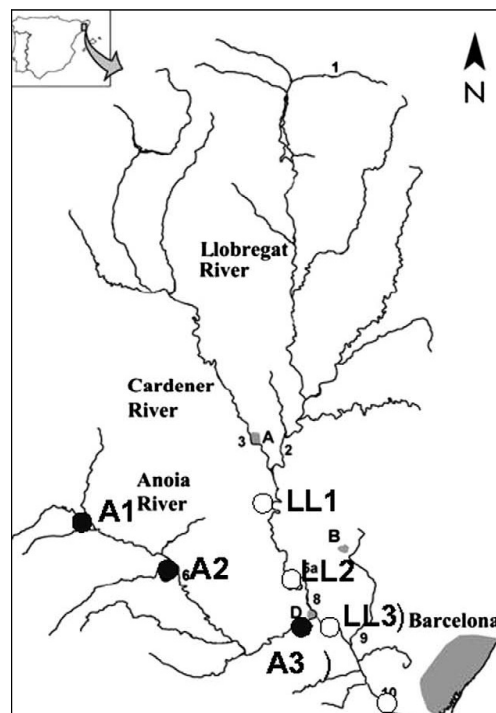 1
N
Llobregat
River
Cardener
River
3
A
2
Anoia
River
A1
LL1
B
A2
6
LL2
5a
8
D
LL3)
Barcelona
A3
9
10